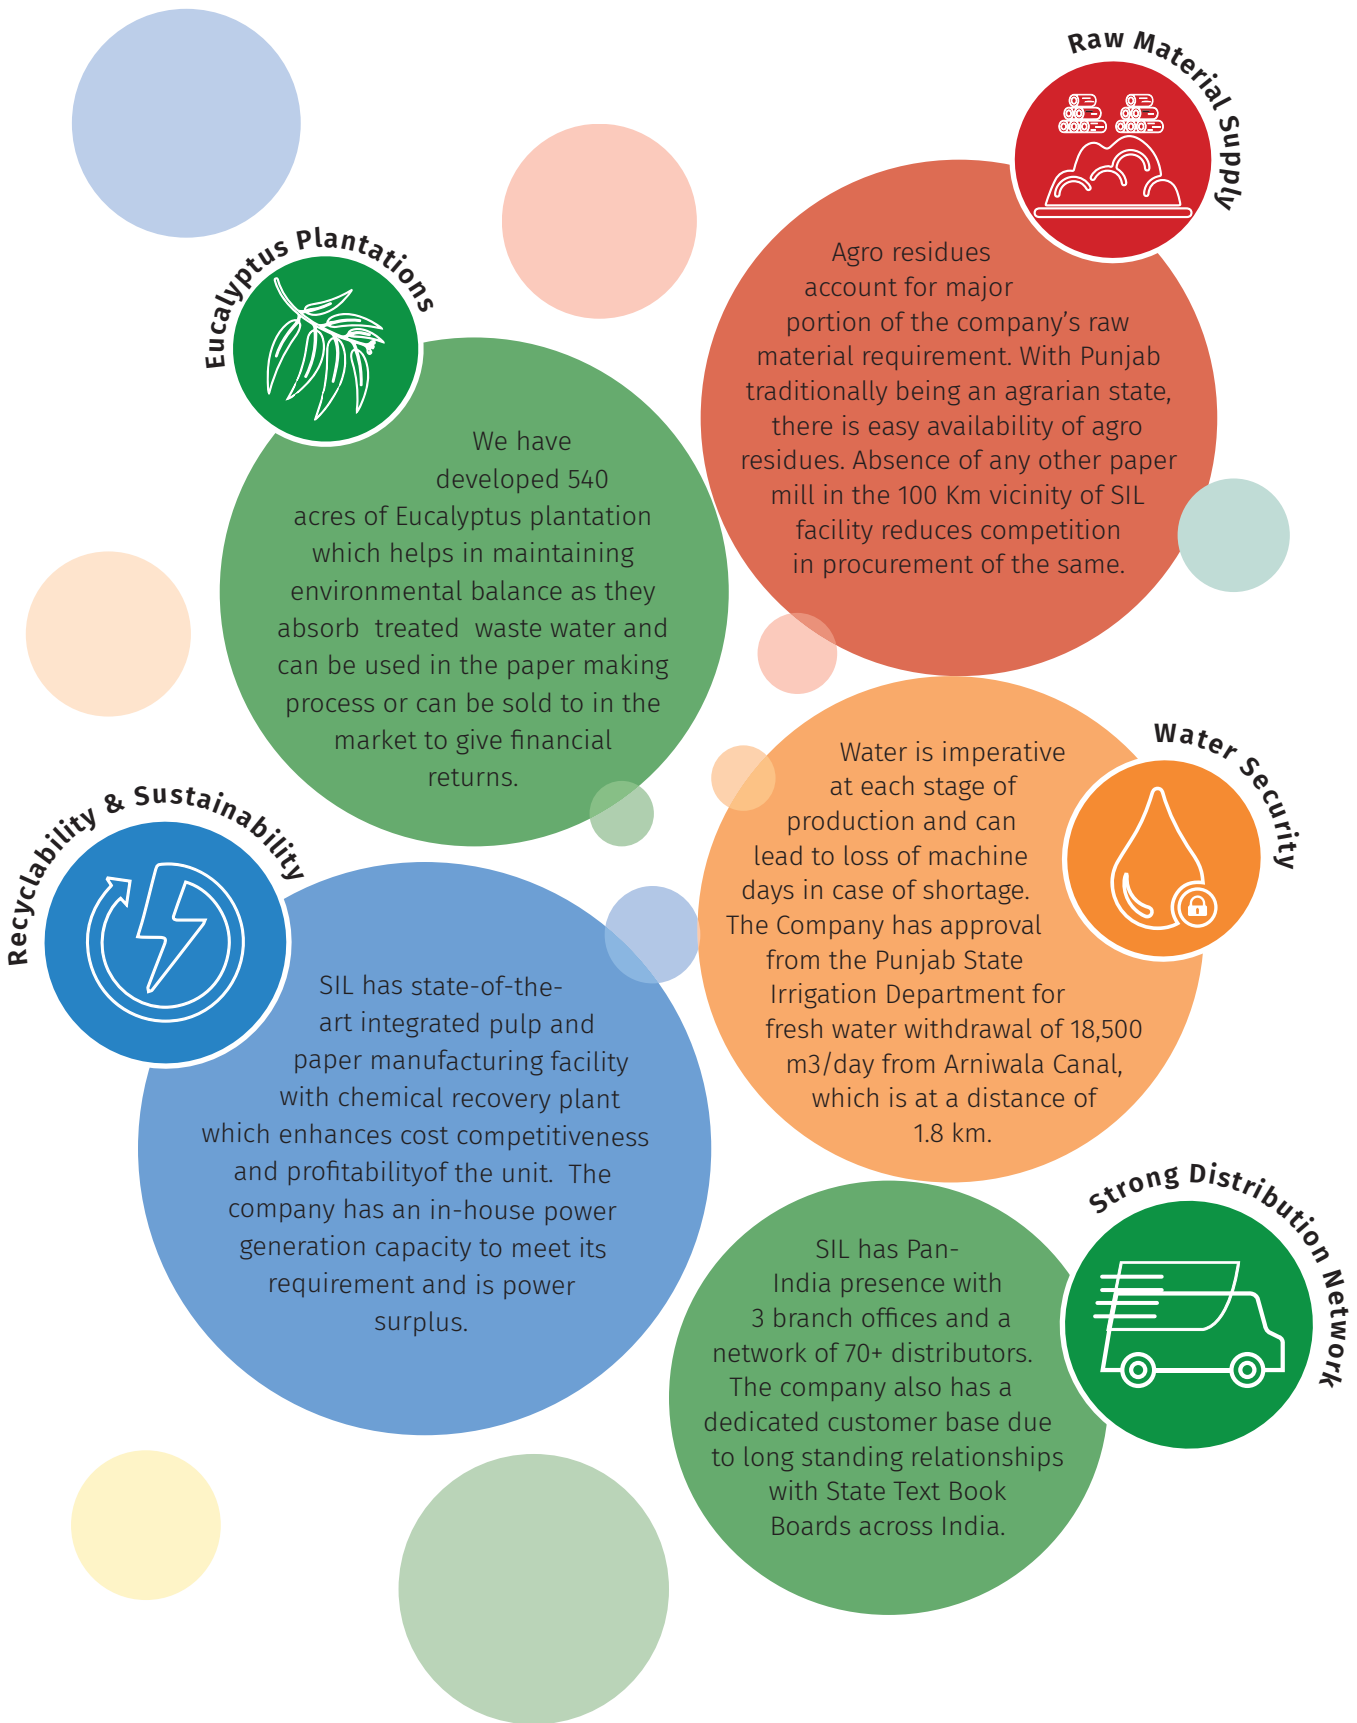 Raw Material Supply
Agro residues
account for major
portion of the company’s raw
material requirement. With Punjab
traditionally being an agrarian state,
there is easy availability of agro
residues. Absence of any other paper
mill in the 100 Km vicinity of SIL
facility reduces competition
in procurement of the same.
Eucalyptus Plantations
We have
developed 540
acres of Eucalyptus plantation
which helps in maintaining
environmental balance as they
absorb  treated  waste water and
can be used in the paper making
process or can be sold to in the
market to give financial
returns.
Water Security
Water is imperative
at each stage of
production and can
lead to loss of machine
days in case of shortage.
The Company has approval
from the Punjab State
Irrigation Department for
fresh water withdrawal of 18,500
m3/day from Arniwala Canal,
which is at a distance of
1.8 km.
Recyclability & Sustainability
SIL has state-of-the-
art integrated pulp and
paper manufacturing facility
with chemical recovery plant
which enhances cost competitiveness
and profitabilityof the unit.  The
company has an in-house power
generation capacity to meet its
requirement and is power
surplus.
Strong Distribution Network
SIL has Pan-
India presence with
3 branch offices and a
network of 70+ distributors.
The company also has a
dedicated customer base due
to long standing relationships
with State Text Book
Boards across India.